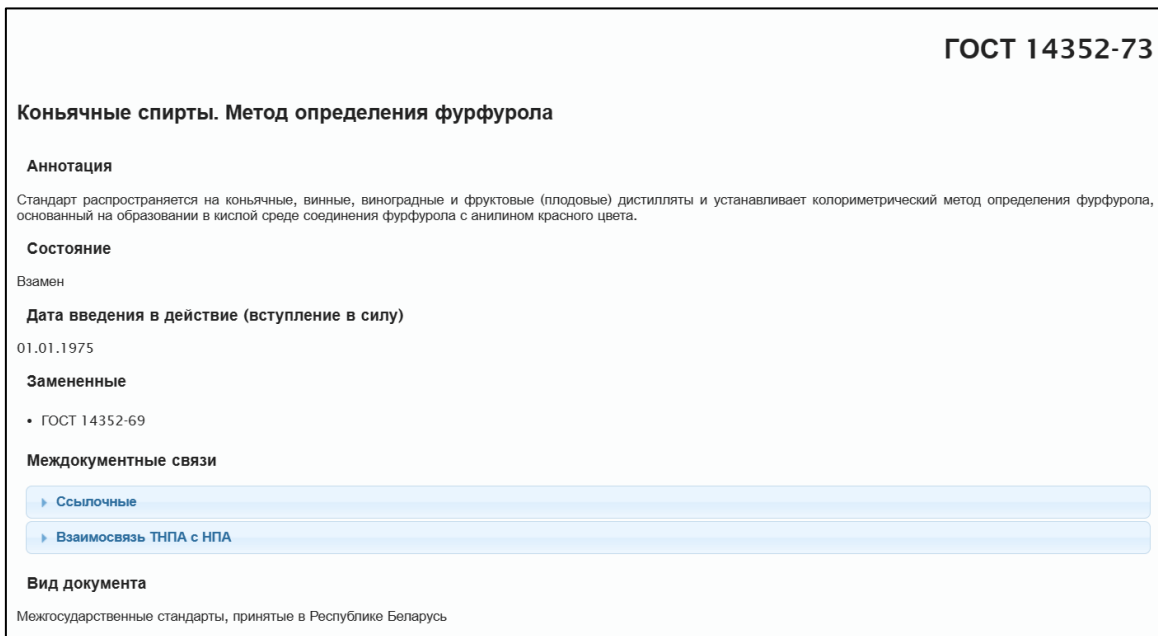 ГОСТ 14352-73
Коньячные спирты. Метод определения фурфурола
Аннотация
Стандарт распространяется на коньячные, винные, виноградные и фруктовые (плодовые) дистилляты и устанавливает колориметрический метод определения фурфурола,
основанный на образовании в кислой среде соединения фурфурола с анилином красного цвета.
Состояние
Взамен
Дата введения в действие (вступление в силу)
01.01.1975
Замененные
• ГОСТ 14352-69
Междокументные связи
Ссылочные
Взаимосвязь ТНПА с НПА
Вид документа
Межгосударственные стандарты, принятые в Республике Беларусь